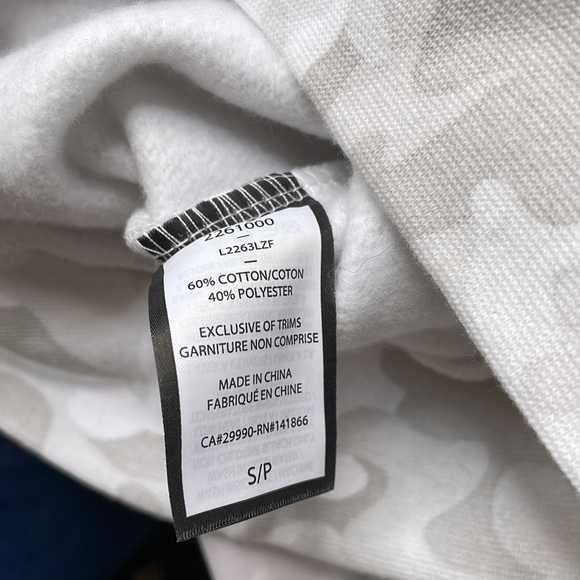 2261000
L2263LZF
60% COTTON/COTON
40% POLYESTER
EXCLUSIVE OF TRIMS
GARNITURE NON COMPRISE
MADE IN CHINA
FABRIQUÉ EN CHINE
CA#29990-RN#141866
S/P